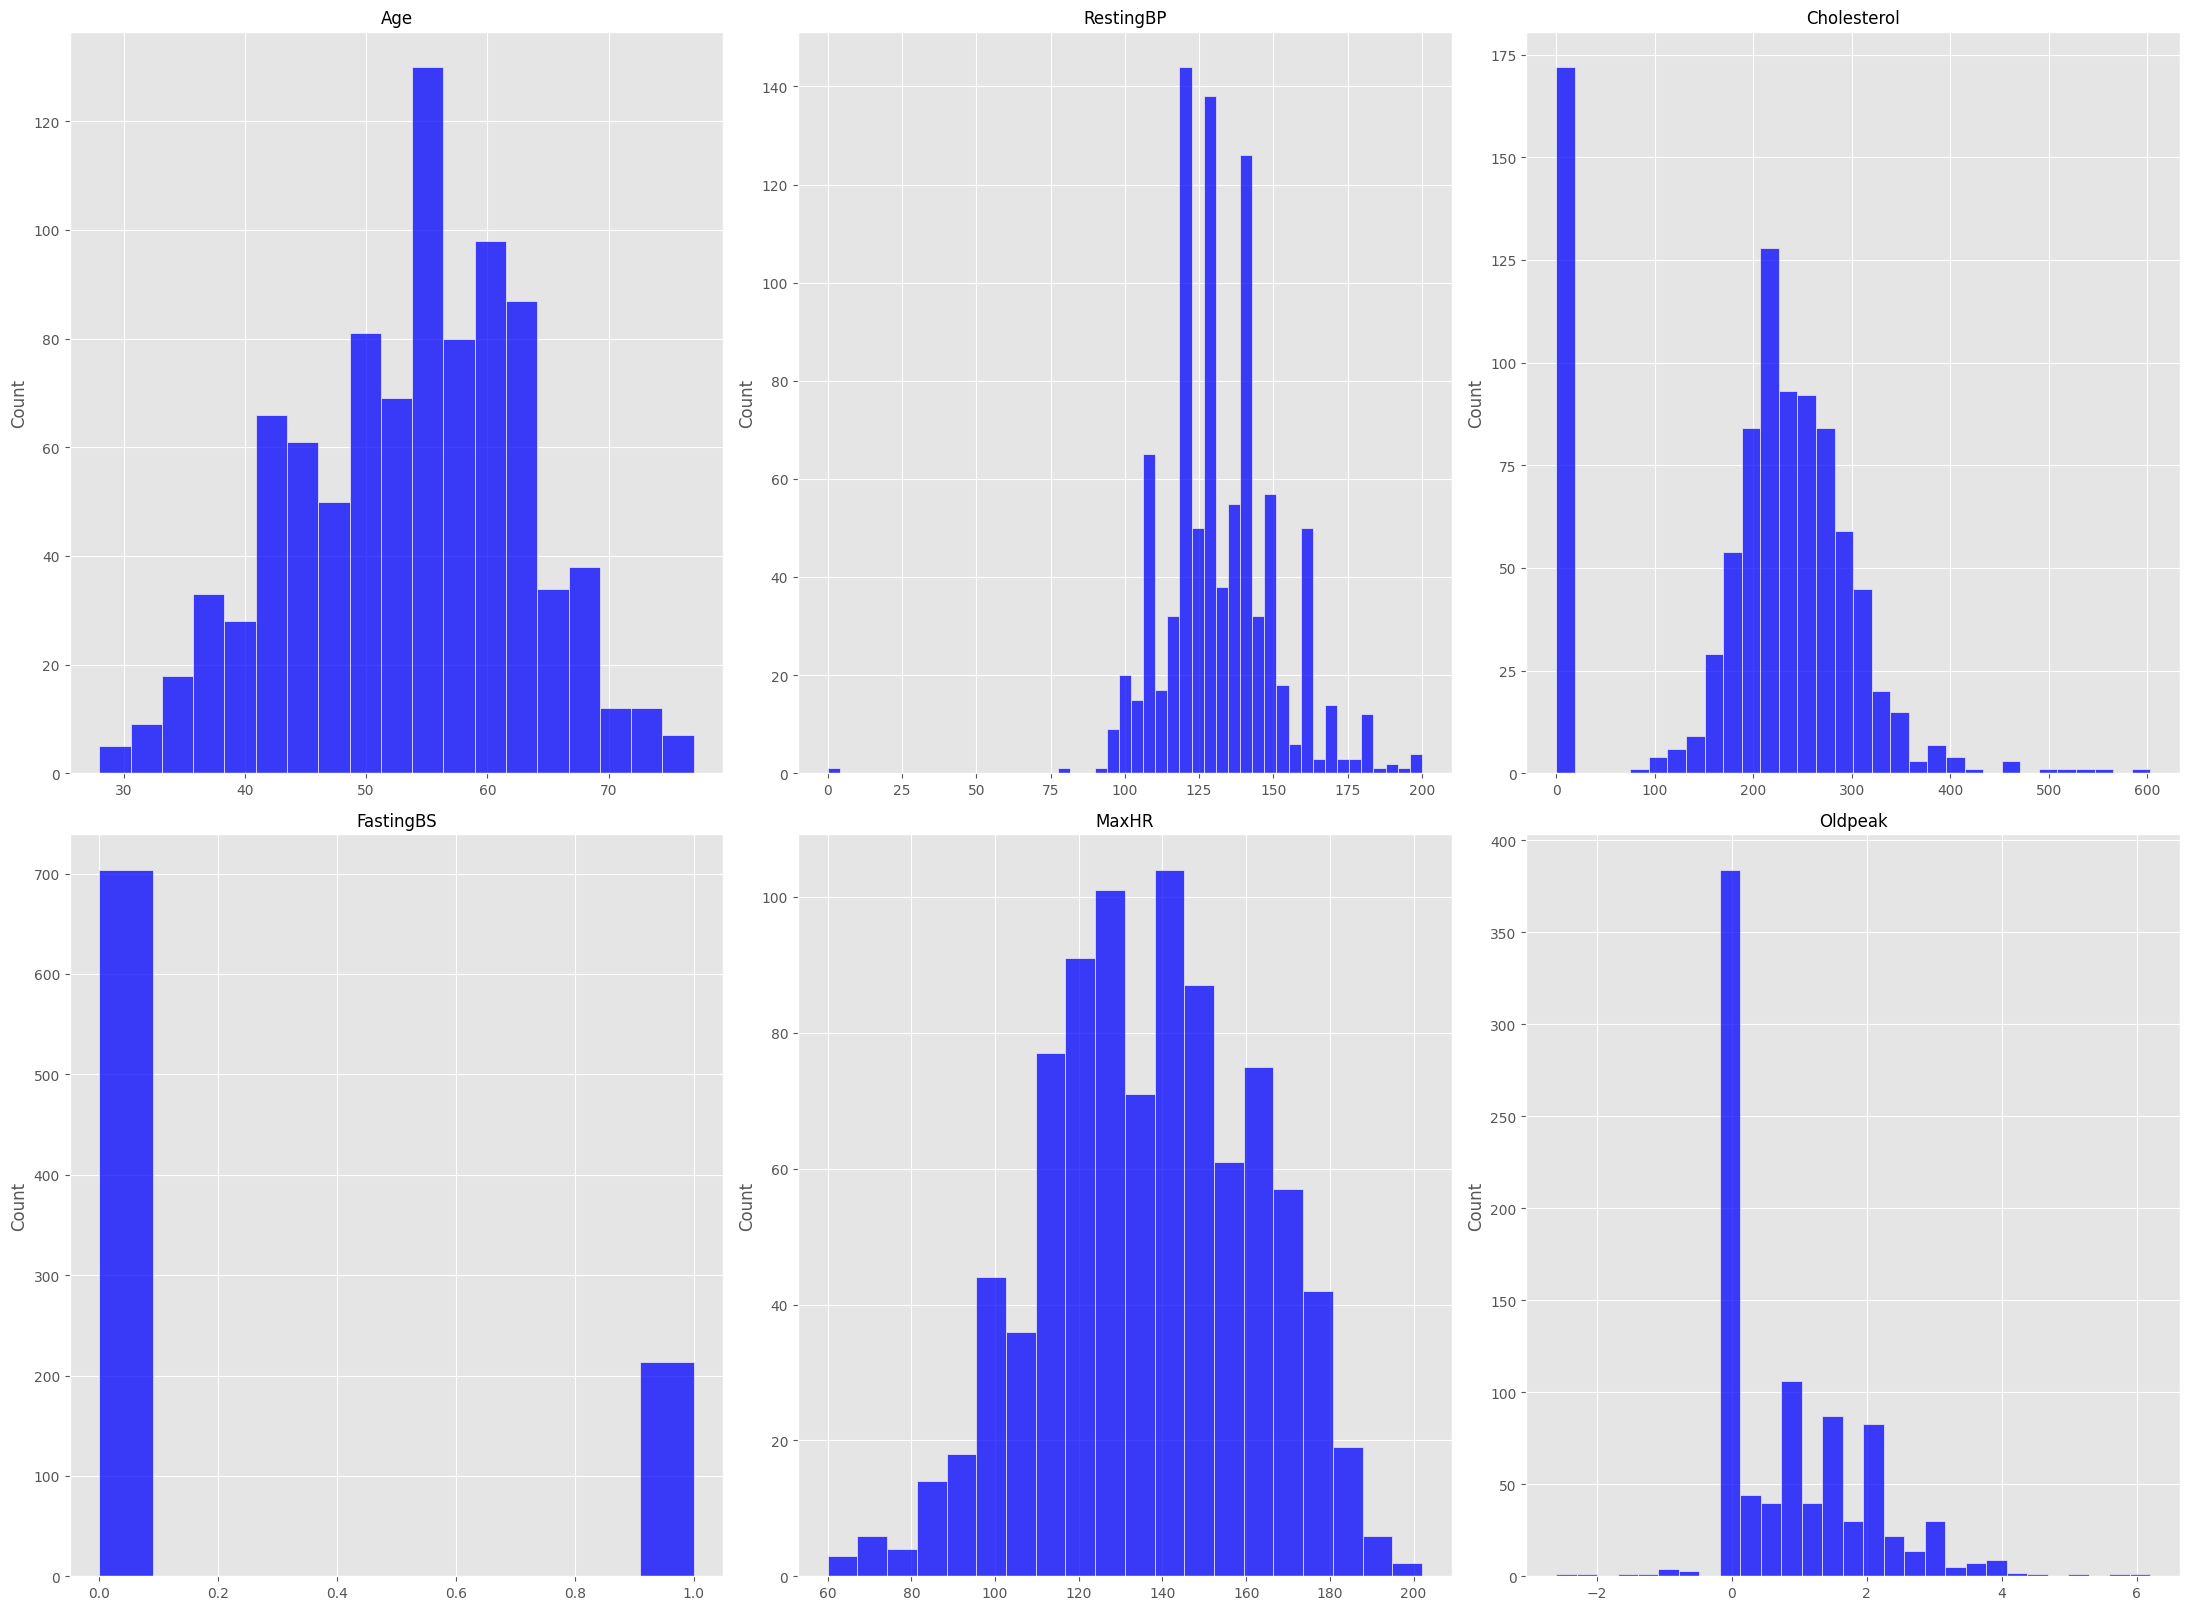 Age
Count
120
100
80
60
40
20
0
30 40 50 60 70
RestingBP
Count
140
120
100
80
60
40
20
0
0 25 50 75 100 125 150 175 200
Cholesterol
Count
175
150
125
100
75
50
25
0
0 100 200 300 400 500 600
FastingBS
Count
700
600
500
400
300
200
100
0
0.0 0.2 0.4 0.6 0.8 1.0
MaxHR
Count
100
80
60
40
20
0
60 80 100 120 140 160 180 200
Oldpeak
Count
400
350
300
250
200
150
100
50
0
−2 0 2 4 6